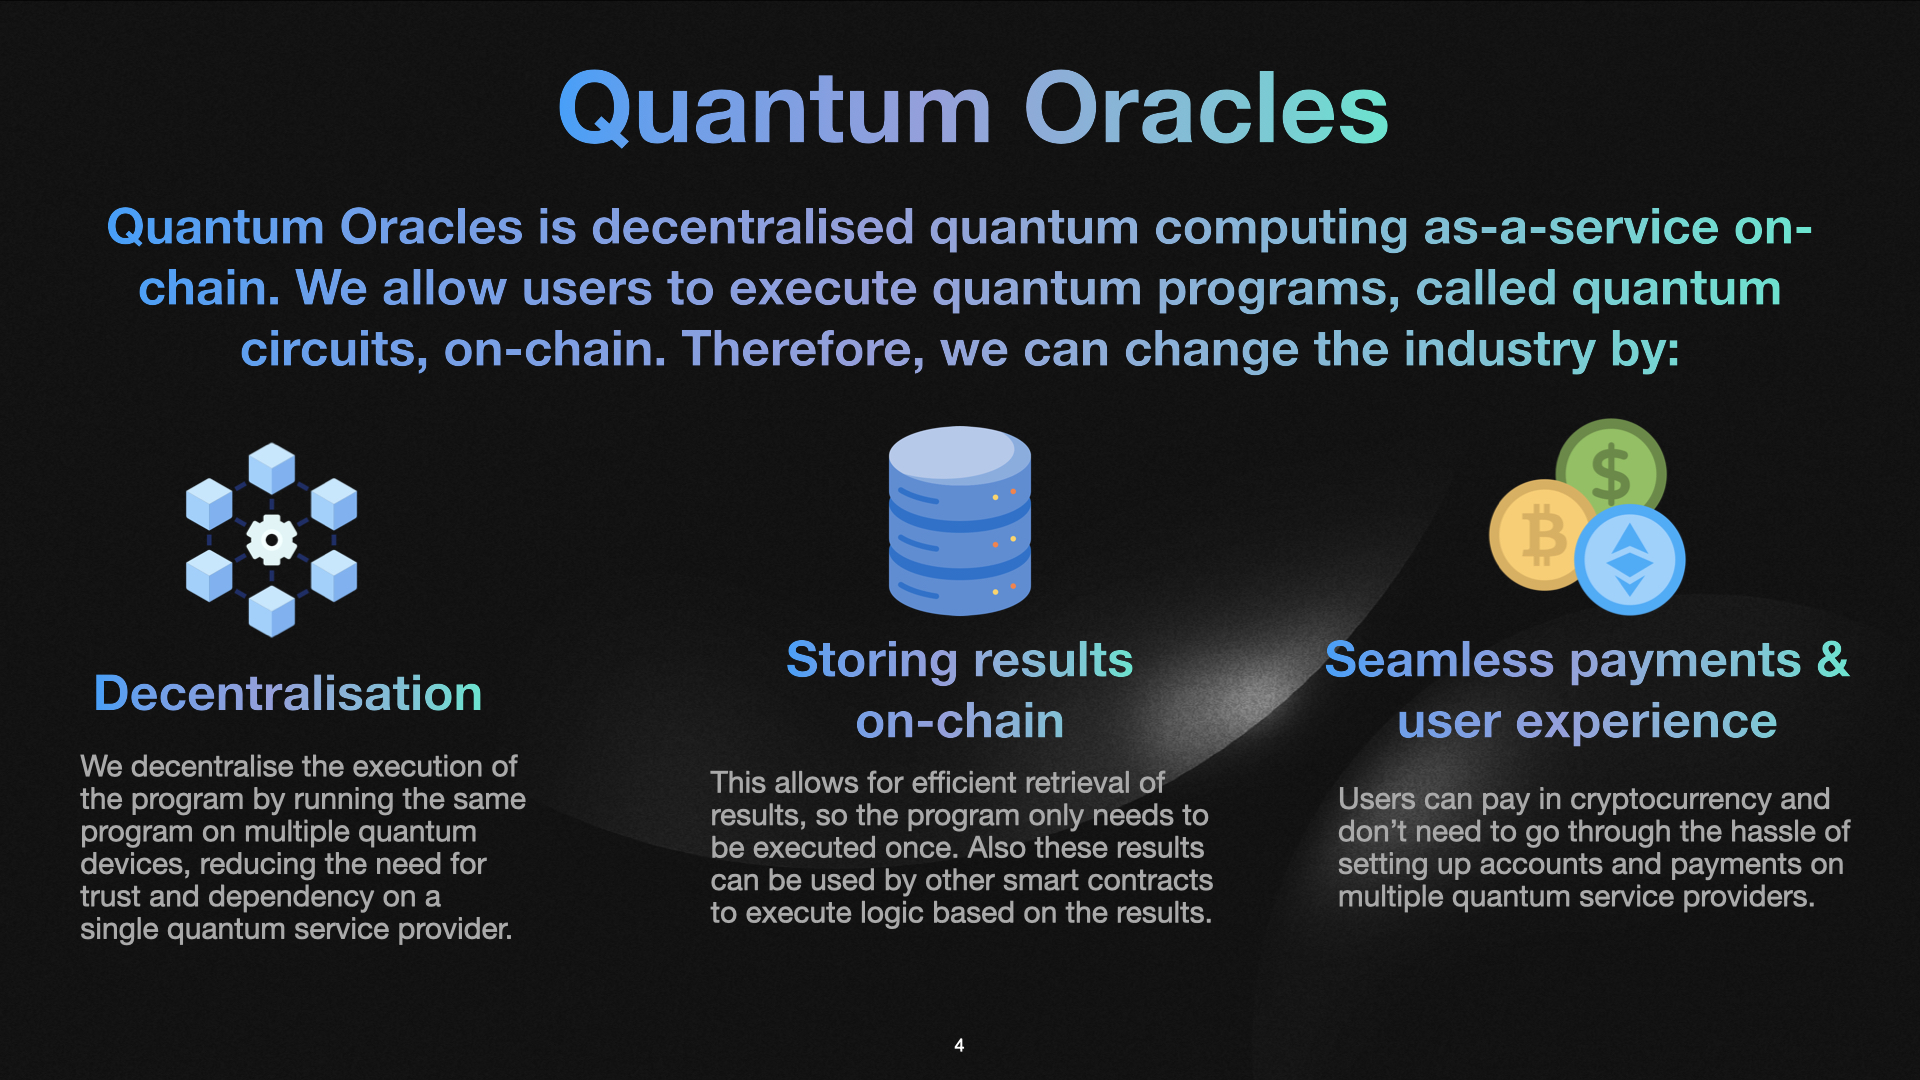 Quantum Oracles
Quantum Oracles is decentralised quantum computing as-a-service on-
chain. We allow users to execute quantum programs, called quantum
circuits, on-chain. Therefore, we can change the industry by:
Decentralisation
We decentralise the execution of
the program by running the same
program on multiple quantum
devices, reducing the need for
trust and dependency on a
single quantum service provider.
Storing results
on-chain
This allows for efficient retrieval of
results, so the program only needs to
be executed once. Also these results
can be used by other smart contracts
to execute logic based on the results.
Seamless payments &
user experience
Users can pay in cryptocurrency and
don’t need to go through the hassle of
setting up accounts and payments on
multiple quantum service providers.
4